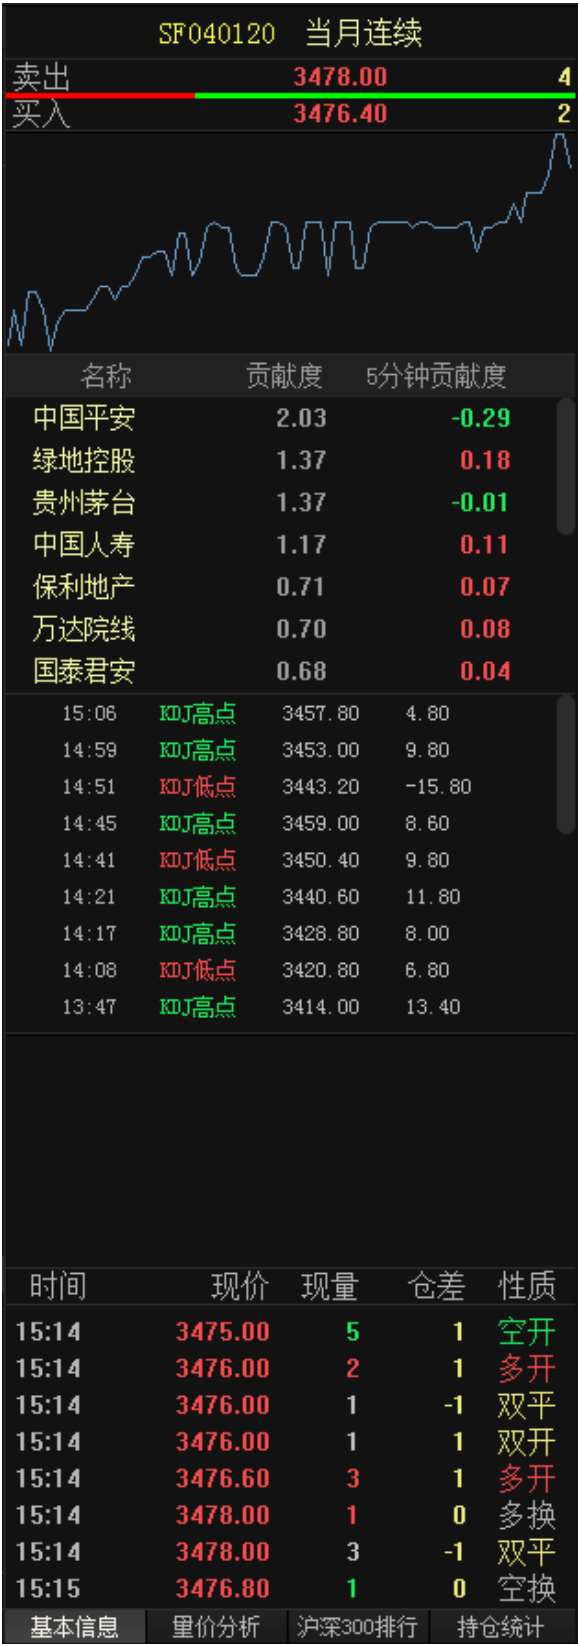 SF040120 当月连续
卖出 3478.00 4
买入 3476.40 2
名称 贡献度 5分钟贡献度
中国平安 2.03 -0.29
绿地控股 1.37 0.18
贵州茅台 1.37 -0.01
中国人寿 1.17 0.11
保利地产 0.71 0.07
万达院线 0.70 0.08
国泰君安 0.68 0.04
15:06 KDJ高点 3457.80 4.80
14:59 KDJ高点 3453.00 9.80
14:51 KDJ低点 3443.20 -15.80
14:45 KDJ高点 3459.00 8.60
14:41 KDJ低点 3450.40 9.80
14:21 KDJ高点 3440.60 11.80
14:17 KDJ高点 3428.80 8.00
14:08 KDJ低点 3420.80 6.80
13:47 KDJ高点 3414.00 13.40
时间 现价 现量 仓差 性质
15:14 3475.00 5 1 空开
15:14 3476.00 2 1 多开
15:14 3476.00 1 -1 双平
15:14 3476.00 1 1 双开
15:14 3476.60 3 1 多开
15:14 3478.00 1 0 多换
15:14 3478.00 3 -1 双平
15:15 3476.80 1 0 空换
基本信息 量价分析 沪深300排行 持仓统计